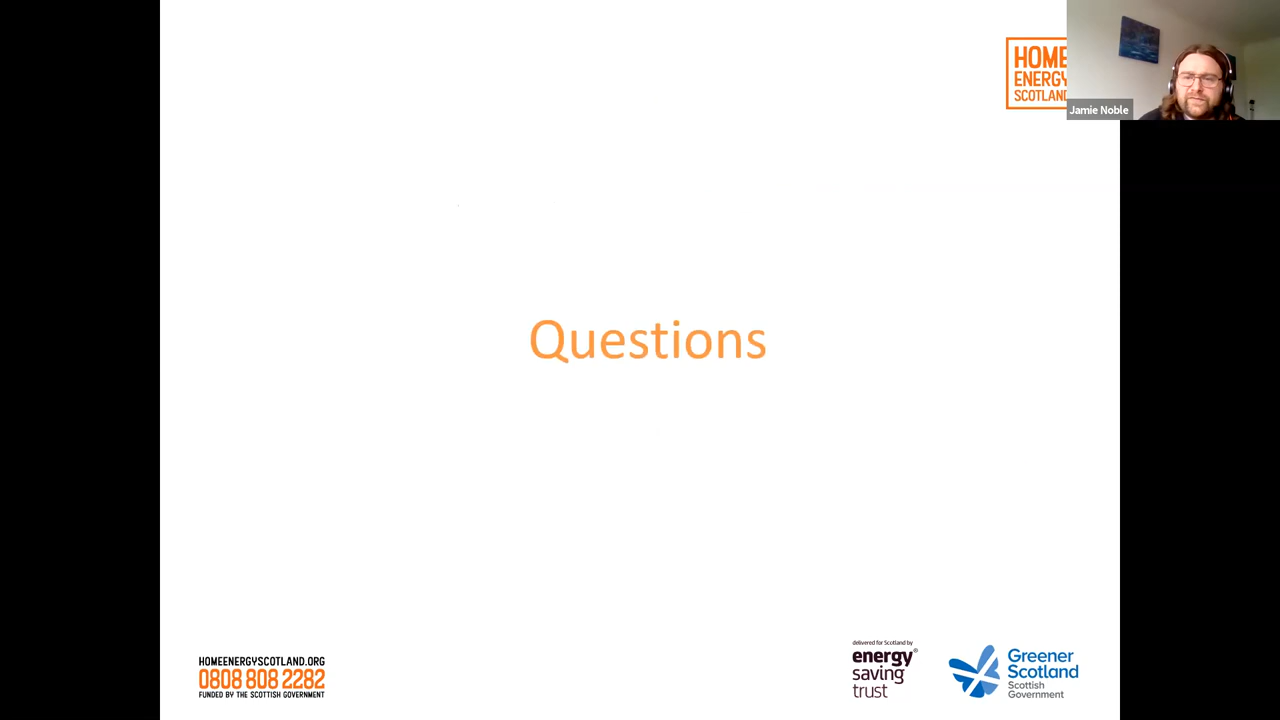 HOME
ENERGY
SCOTLAND
Jamie Noble
Questions
HOMEENERGYSCOTLAND.ORG
0808 808 2282
FUNDED BY THE SCOTTISH GOVERNMENT
delivered for Scotland by
energy®
saving
trust
Greener
Scotland
Scottish
Government